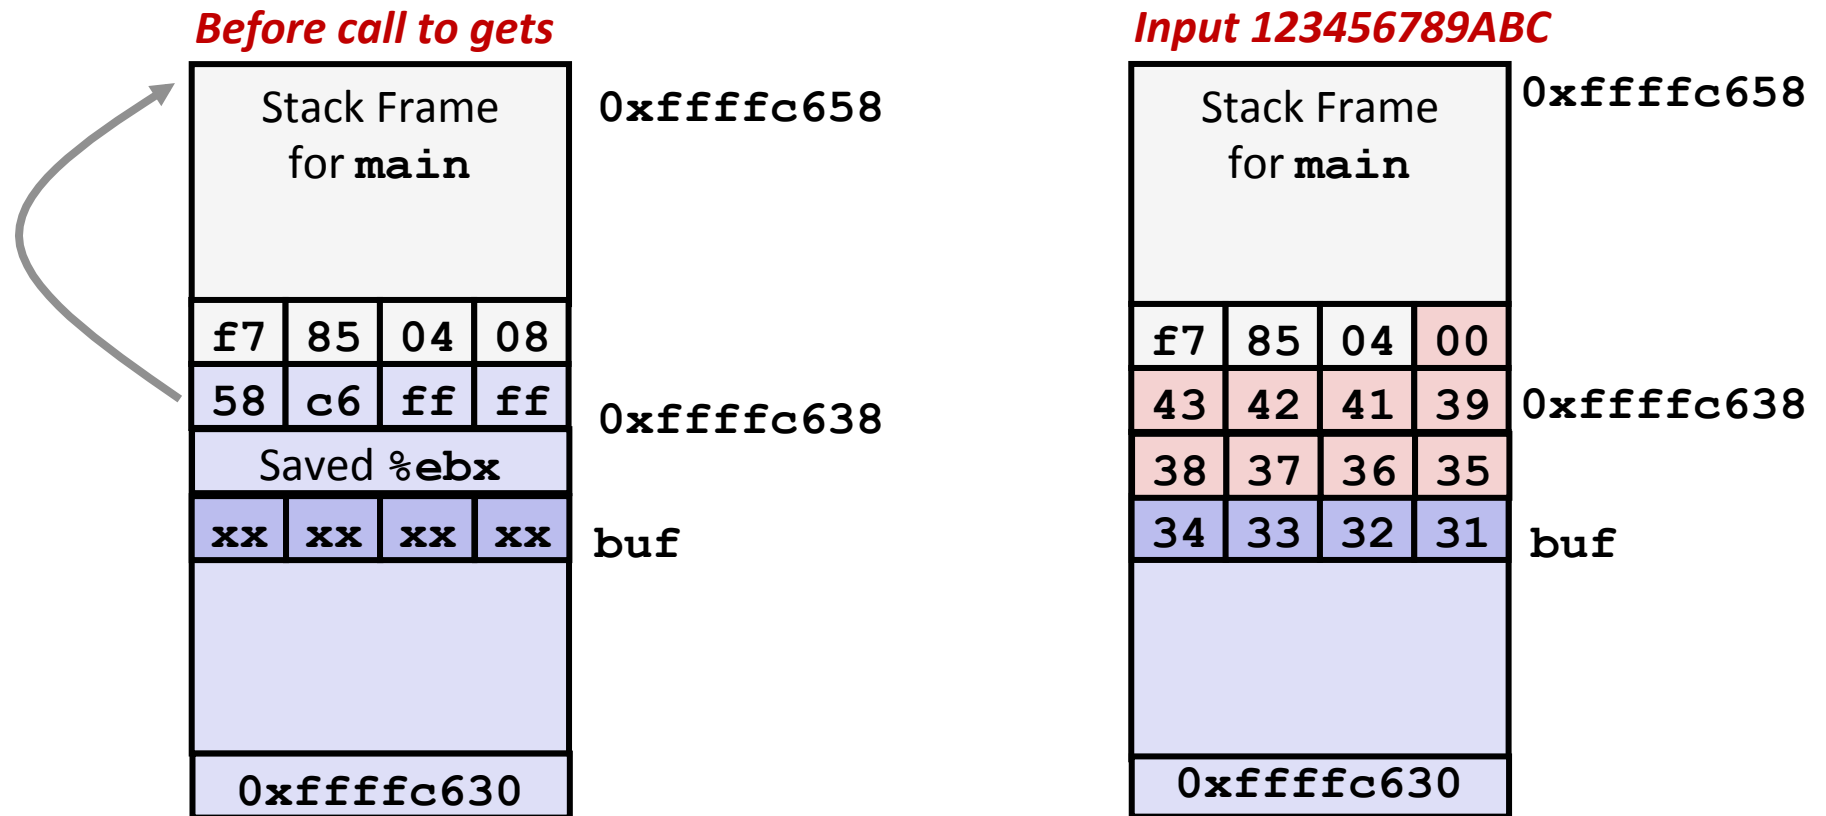 Before call to gets
Stack Frame
for main
0xffffc658
f7 85 04 08
58 c6 ff ff
0xffffc638
Saved %ebx
xx xx xx xx
buf
0xffffc630
Input 123456789ABC
Stack Frame
for main
0xffffc658
f7 85 04 00
43 42 41 39
0xffffc638
38 37 36 35
34 33 32 31
buf
0xffffc630